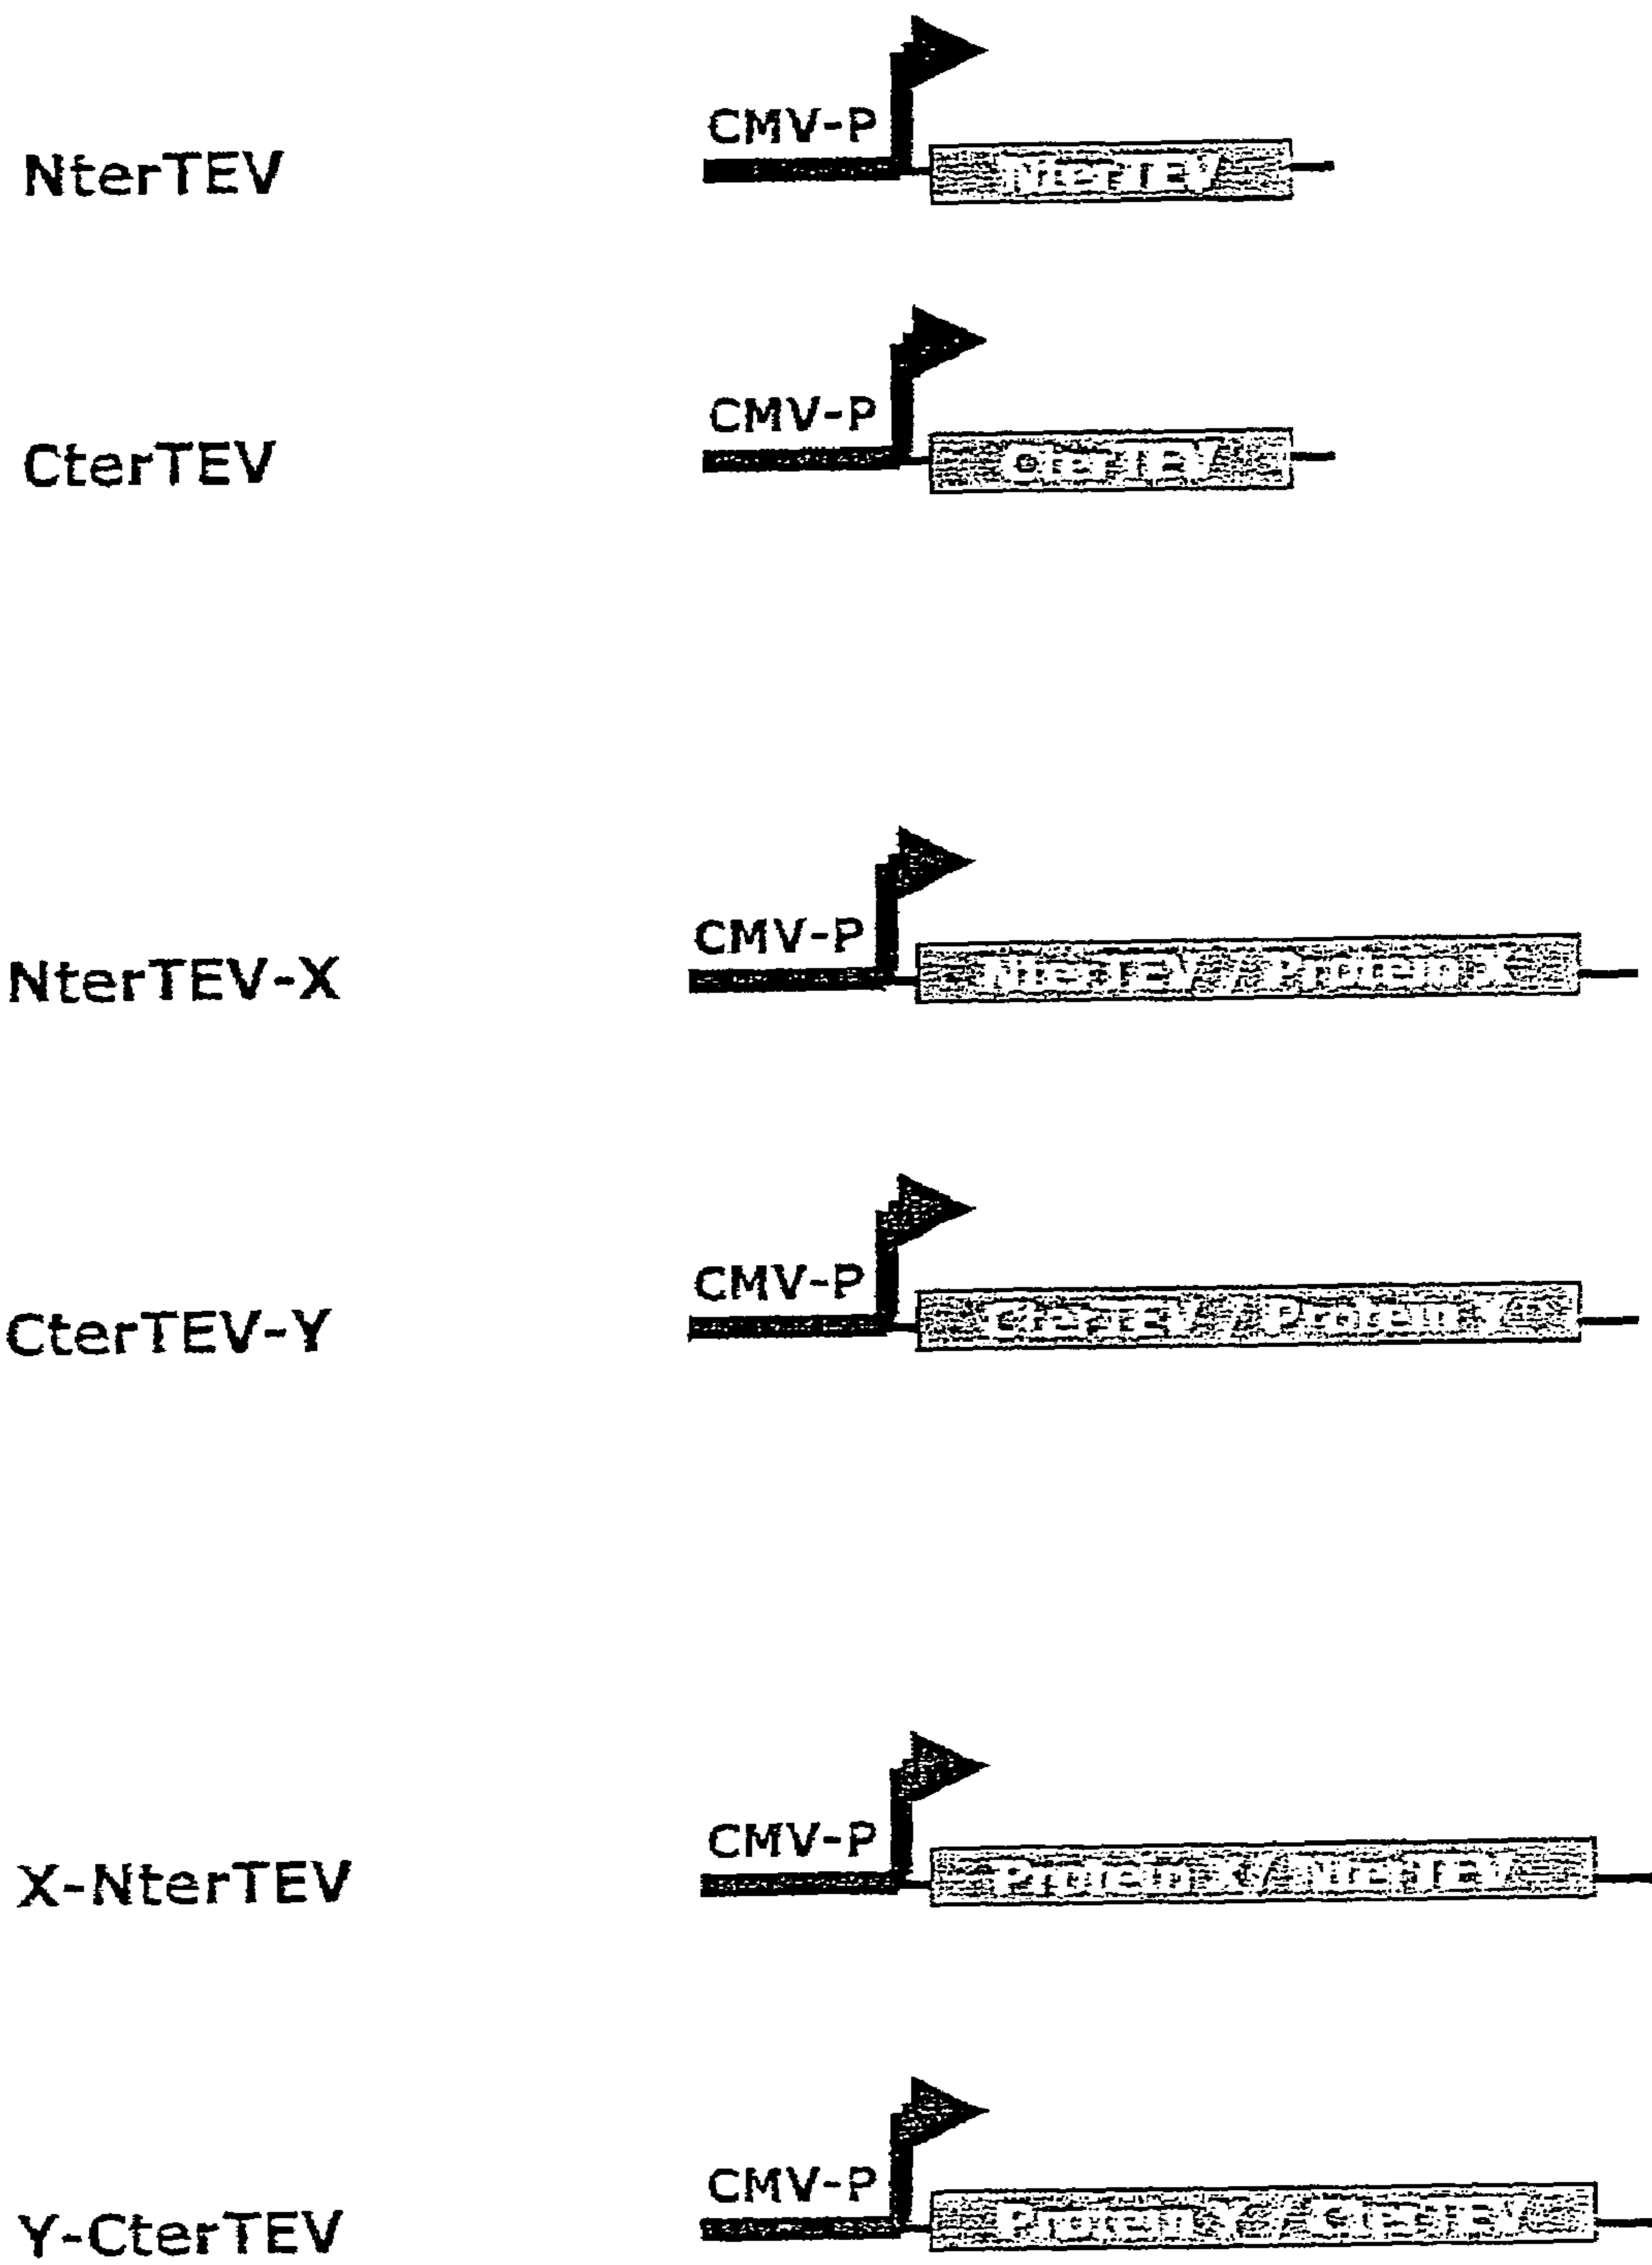 CMV-P
NterTEV NterTEV
CMV-P
CterTEV CterTEV
CMV-P
NterTEV-X NterTEV / Protein X
CMV-P
CterTEV-Y CterTEV / Protein Y
CMV-P
X-NterTEV Protein X / NterTEV
CMV-P
Y-CterTEV Protein Y / CterTEV